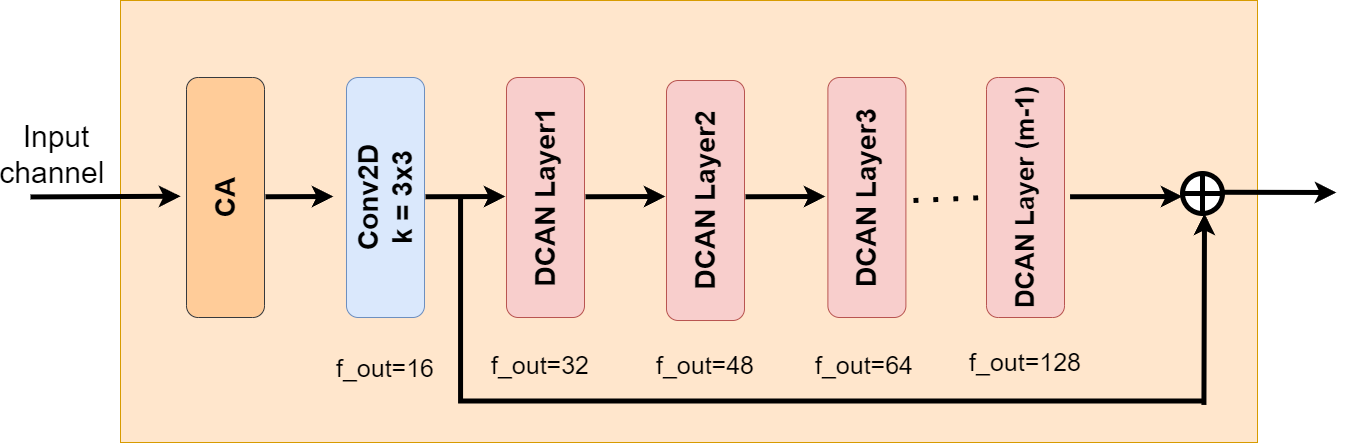 Input
channel
CA
Conv2D
k = 3x3
DCAN Layer1
DCAN Layer2
DCAN Layer3
. . . .
DCAN Layer (m-1)
f_out=16
f_out=32
f_out=48
f_out=64
f_out=128